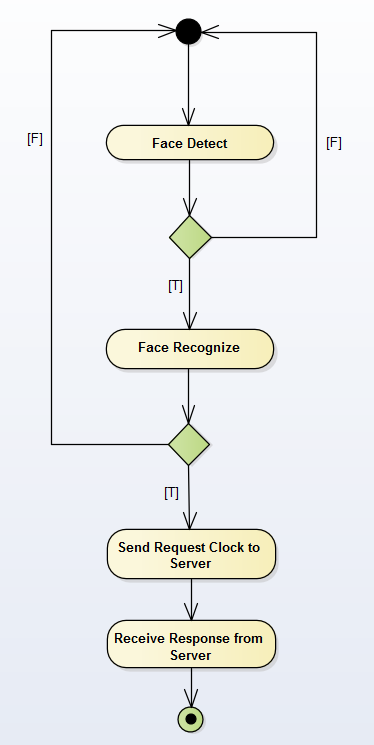 [F]
[F]
Face Detect
[T]
Face Recognize
[T]
Send Request Clock to
Server
Receive Response from
Server